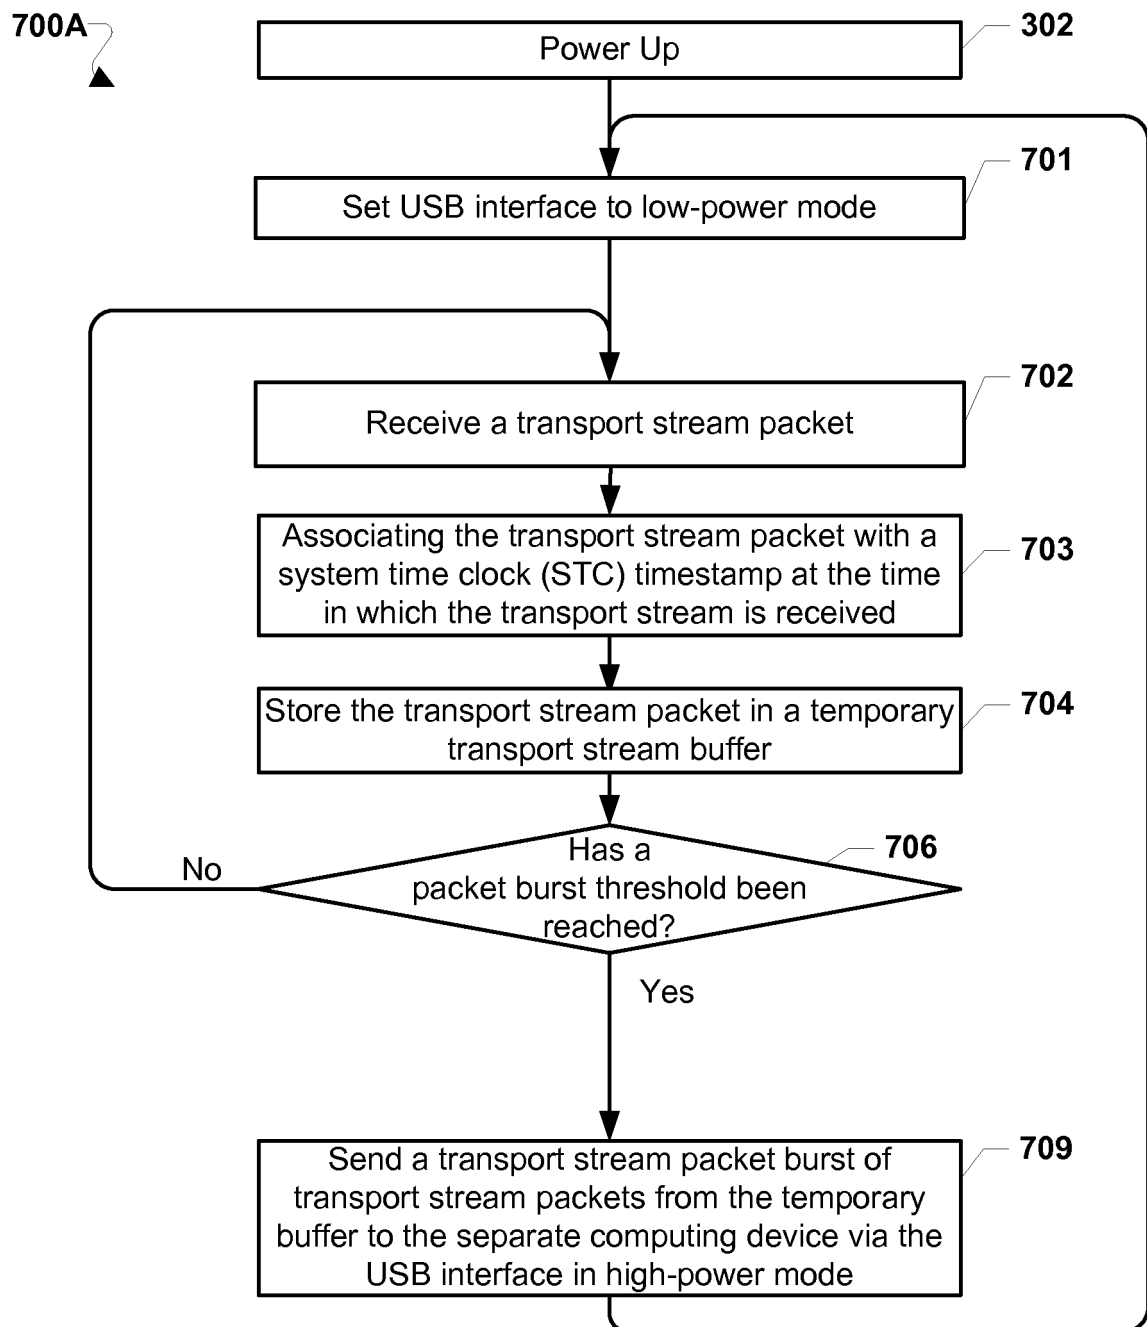 700A
Power Up
302
Set USB interface to low-power mode
701
Receive a transport stream packet
702
Associating the transport stream packet with a
system time clock (STC) timestamp at the time
in which the transport stream is received
703
Store the transport stream packet in a temporary
transport stream buffer
704
Has a
packet burst threshold been
reached?
706
No
Yes
Send a transport stream packet burst of
transport stream packets from the temporary
buffer to the separate computing device via the
USB interface in high-power mode
709